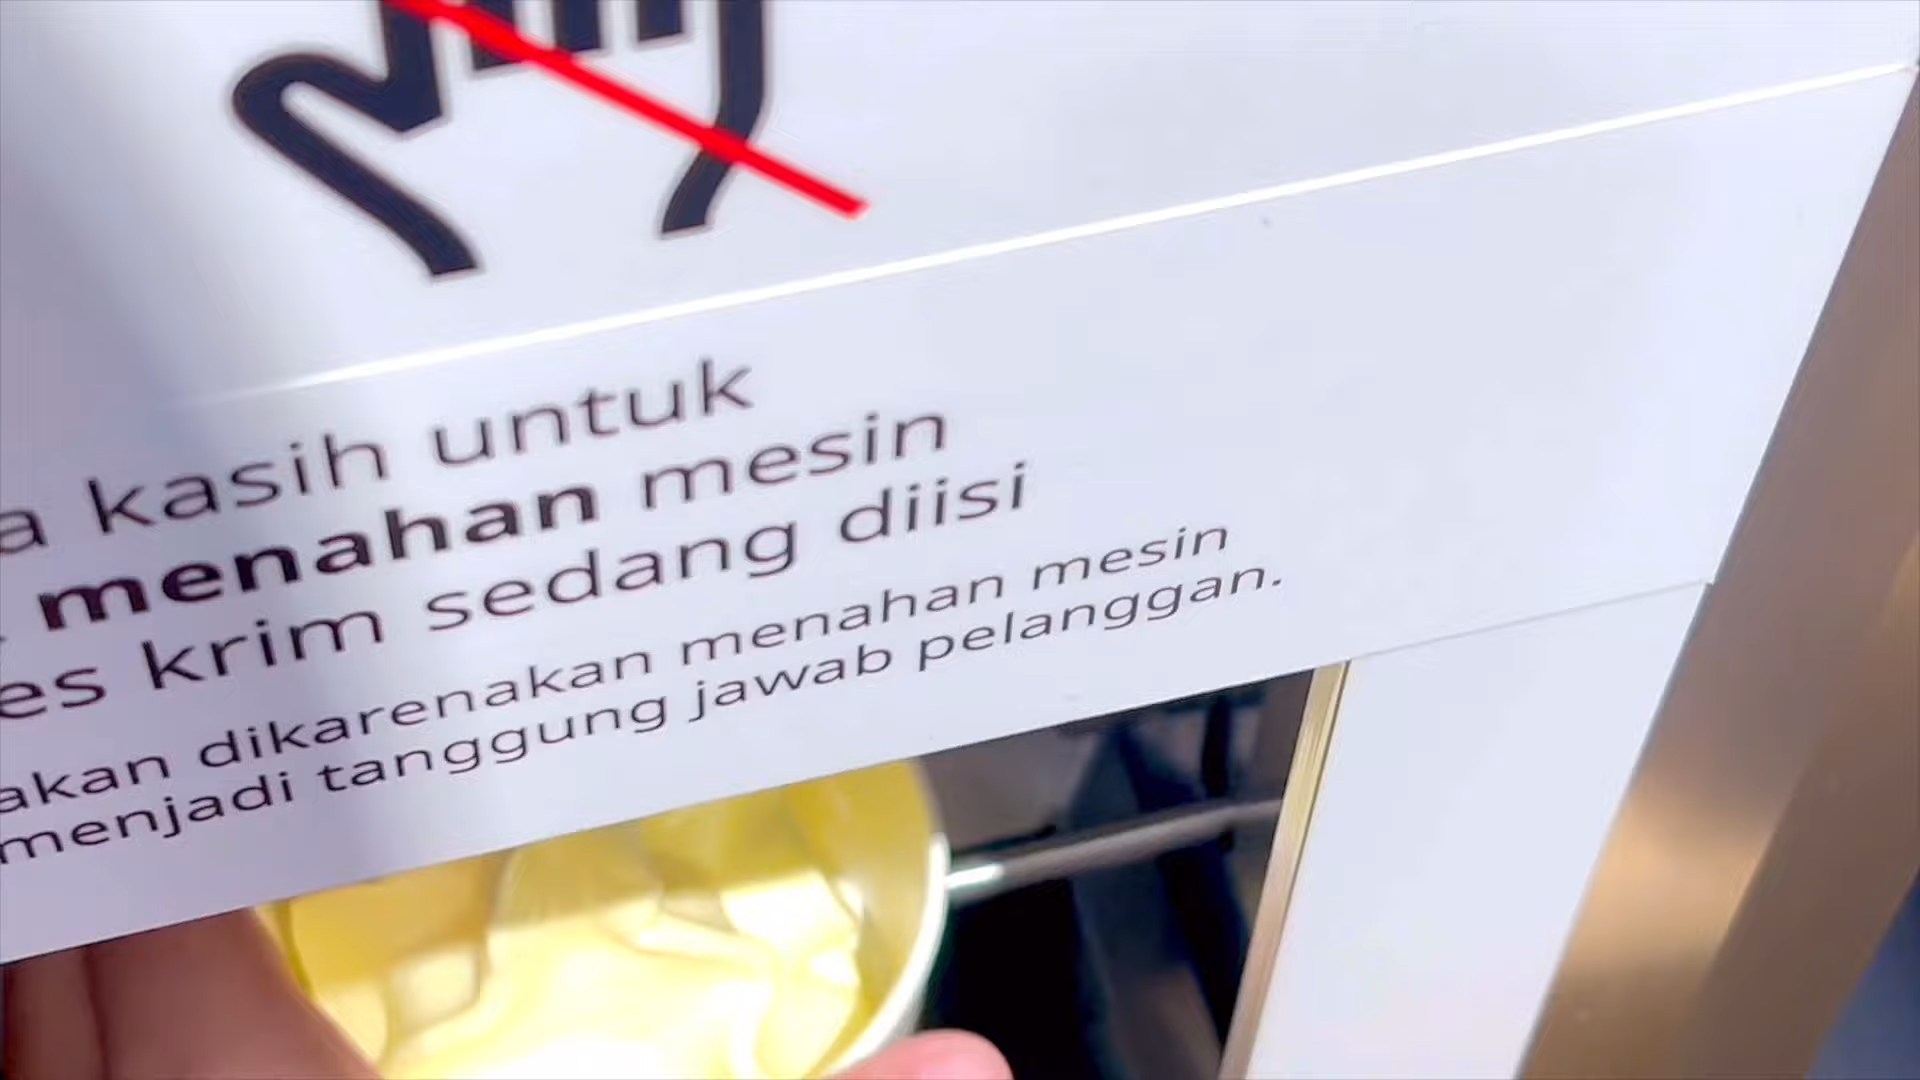 a kasih untuk
menahan mesin
es krim sedang diisi
akan dikarenakan menahan mesin
menjadi tanggung jawab pelanggan.